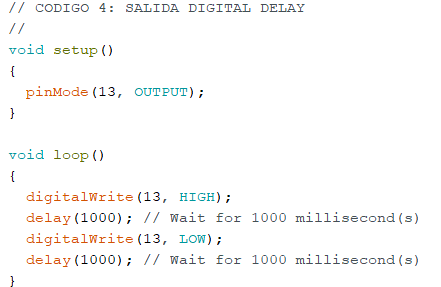 // CODIGO 4: SALIDA DIGITAL DELAY
//
void setup()
{
  pinMode(13, OUTPUT);
}

void loop()
{
  digitalWrite(13, HIGH);
  delay(1000); // Wait for 1000 millisecond(s)
  digitalWrite(13, LOW);
  delay(1000); // Wait for 1000 millisecond(s)
}